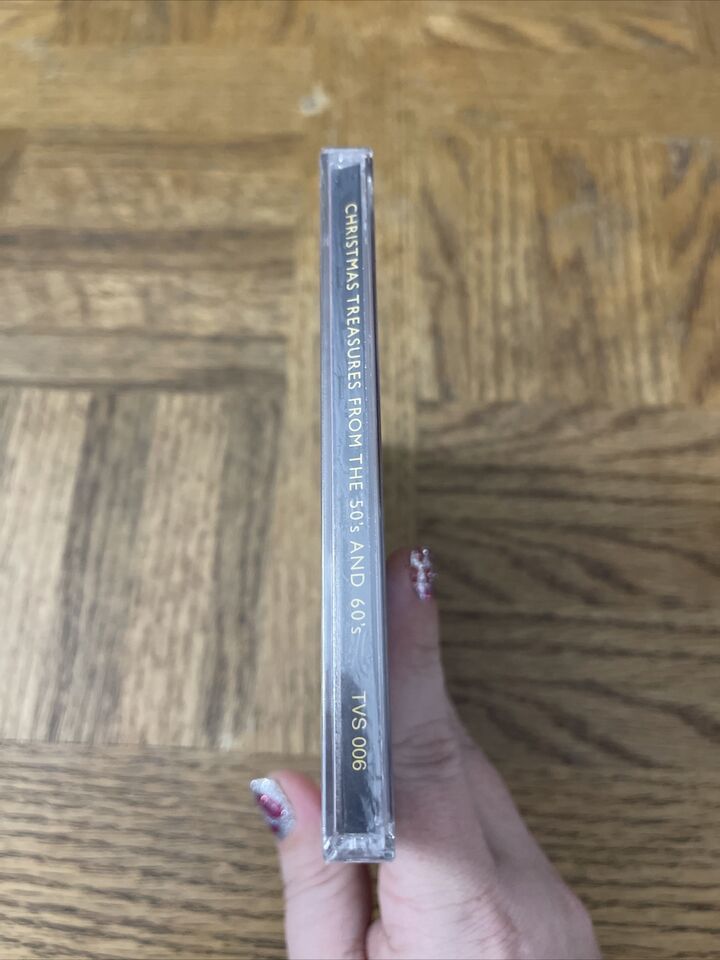 CHRISTMAS TREASURES FROM THE 50's AND 60's TVS 006